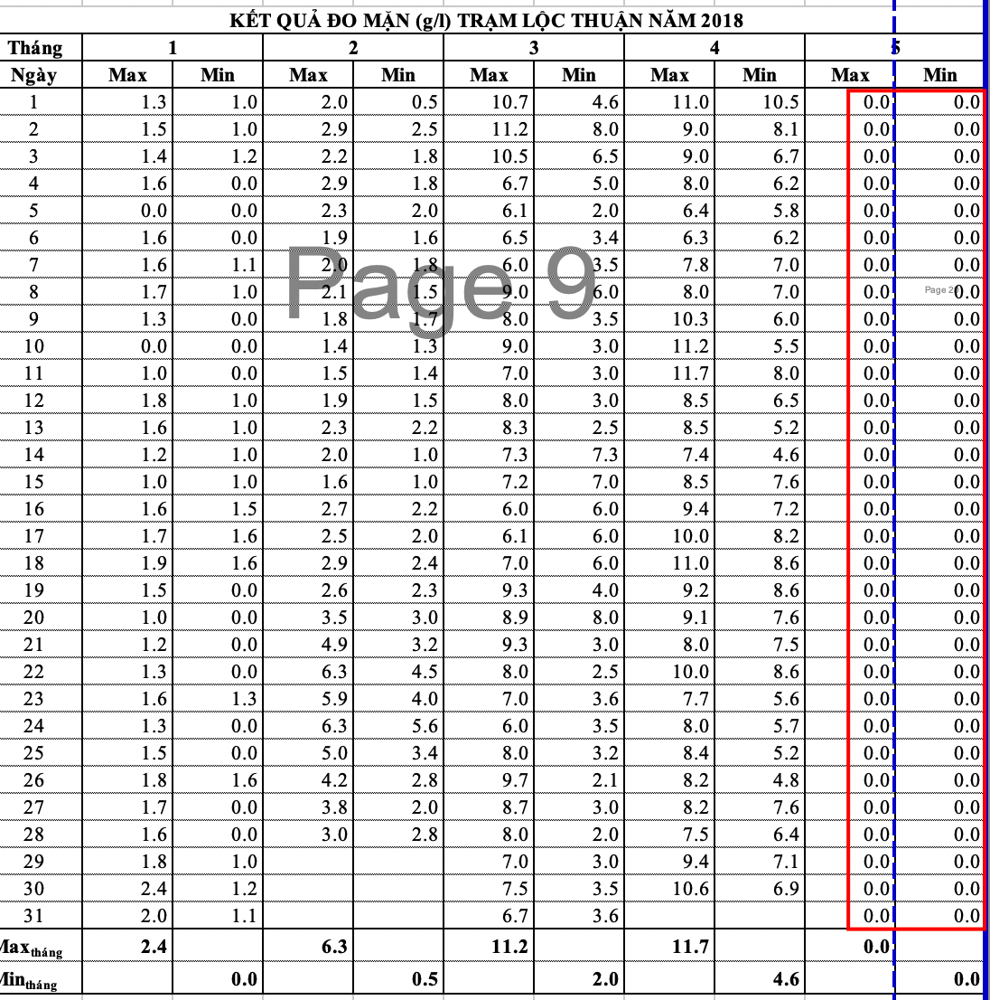 KẾT QUẢ ĐO MẶN (g/l) TRẠM LỘC THUẬN NĂM 2018
Tháng 1 2 3 4 5
Ngày Max Min Max Min Max Min Max Min Max Min
1 1.3 1.0 2.0 0.5 10.7 4.6 11.0 10.5 0.0 0.0
2 1.5 1.0 2.9 2.5 11.2 8.0 9.0 8.1 0.0 0.0
3 1.4 1.2 2.2 1.8 10.5 6.5 9.0 6.7 0.0 0.0
4 1.6 0.0 2.9 1.8 6.7 5.0 8.0 6.2 0.0 0.0
5 0.0 0.0 2.3 2.0 6.1 2.0 6.4 5.8 0.0 0.0
6 1.6 0.0 1.9 1.6 6.5 3.4 6.3 6.2 0.0 0.0
7 1.6 1.1 2.0 1.8 6.0 3.5 7.8 7.0 0.0 0.0
Page 9
8 1.7 1.0 2.1 1.5 9.0 6.0 8.0 7.0 0.0 0.0
Page 20
9 1.3 0.0 1.8 1.7 8.0 3.5 10.3 6.0 0.0 0.0
10 0.0 0.0 1.4 1.3 9.0 3.0 11.2 5.5 0.0 0.0
11 1.0 0.0 1.5 1.4 7.0 3.0 11.7 8.0 0.0 0.0
12 1.8 1.0 1.9 1.5 8.0 3.0 8.5 6.5 0.0 0.0
13 1.6 1.0 2.3 2.2 8.3 2.5 8.5 5.2 0.0 0.0
14 1.2 1.0 2.0 1.0 7.3 7.3 7.4 4.6 0.0 0.0
15 1.0 1.0 1.6 1.0 7.2 7.0 8.5 7.6 0.0 0.0
16 1.6 1.5 2.7 2.2 6.0 6.0 9.4 7.2 0.0 0.0
17 1.7 1.6 2.5 2.0 6.1 6.0 10.0 8.2 0.0 0.0
18 1.9 1.6 2.9 2.4 7.0 6.0 11.0 8.6 0.0 0.0
19 1.5 0.0 2.6 2.3 9.3 4.0 9.2 8.6 0.0 0.0
20 1.0 0.0 3.5 3.0 8.9 8.0 9.1 7.6 0.0 0.0
21 1.2 0.0 4.9 3.2 9.3 3.0 8.0 7.5 0.0 0.0
22 1.3 0.0 6.3 4.5 8.0 2.5 10.0 8.6 0.0 0.0
23 1.6 1.3 5.9 4.0 7.0 3.6 7.7 5.6 0.0 0.0
24 1.3 0.0 6.3 5.6 6.0 3.5 8.0 5.7 0.0 0.0
25 1.5 0.0 5.0 3.4 8.0 3.2 8.4 5.2 0.0 0.0
26 1.8 1.6 4.2 2.8 9.7 2.1 8.2 4.8 0.0 0.0
27 1.7 0.0 3.8 2.0 8.7 3.0 8.2 7.6 0.0 0.0
28 1.6 0.0 3.0 2.8 8.0 2.0 7.5 6.4 0.0 0.0
29 1.8 1.0 7.0 3.0 9.4 7.1 0.0 0.0
30 2.4 1.2 7.5 3.5 10.6 6.9 0.0 0.0
31 2.0 1.1 6.7 3.6 0.0 0.0
Max tháng 2.4 6.3 11.2 11.7 0.0
Min tháng 0.0 0.5 2.0 4.6 0.0